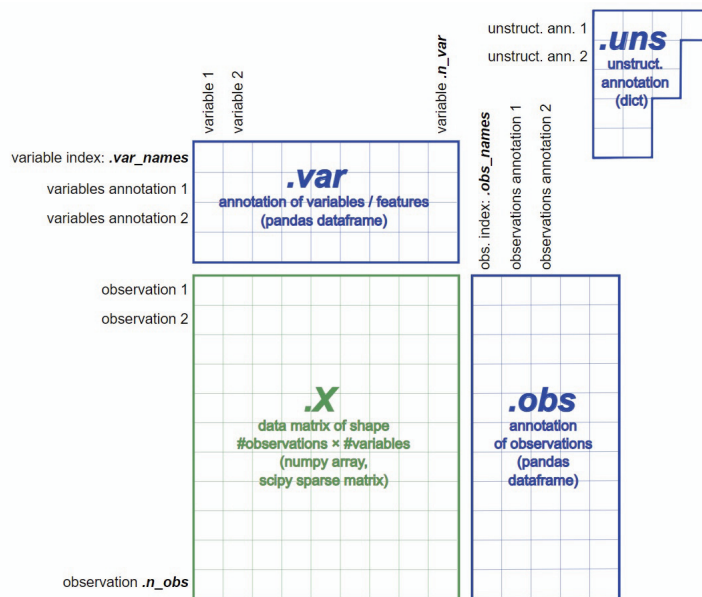 unstruct. ann. 1
unstruct. ann. 2
.uns
unstruct.
annotation
(dict)
variable 1
variable 2
variable .n_var
variable index: .var_names
variables annotation 1
variables annotation 2
.var
annotation of variables / features
(pandas dataframe)
obs. index: .obs_names
observations annotation 1
observations annotation 2
observation 1
observation 2
observation .n_obs
.X
data matrix of shape
#observations × #variables
(numpy array,
scipy sparse matrix)
.obs
annotation
of observations
(pandas
dataframe)